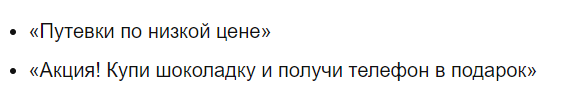 • «Путевки по низкой цене»
• «Акция! Купи шоколадку и получи телефон в подарок»